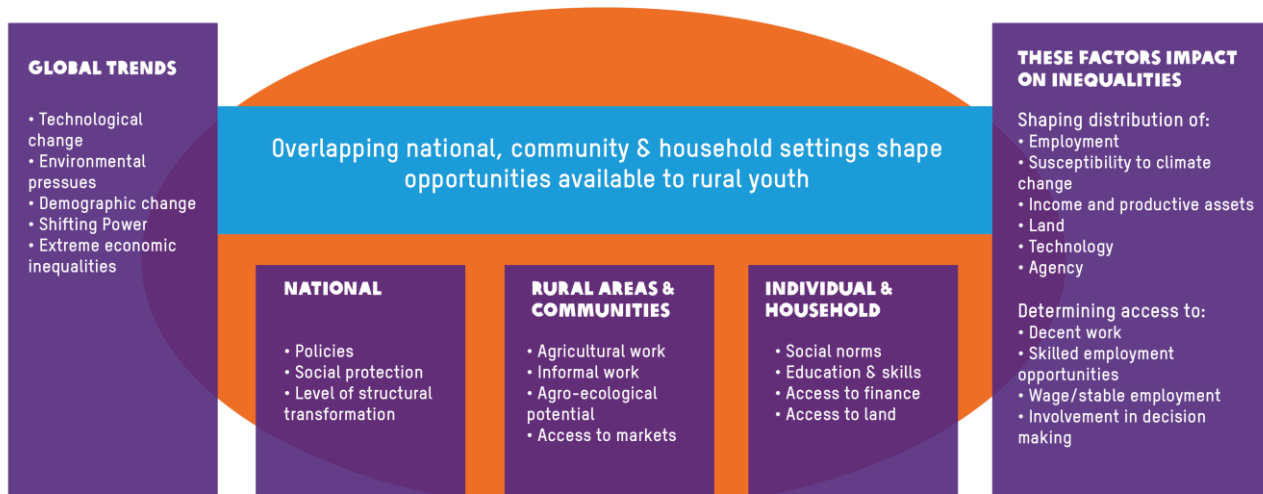 GLOBAL TRENDS
• Technological
change
• Environmental
pressues
• Demographic change
• Shifting Power
• Extreme economic
inequalities
Overlapping national, community & household settings shape
opportunities available to rural youth
NATIONAL
• Policies
• Social protection
• Level of structural
transformation
RURAL AREAS &
COMMUNITIES
• Agricultural work
• Informal work
• Agro-ecological
potential
• Access to markets
INDIVIDUAL &
HOUSEHOLD
• Social norms
• Education & skills
• Access to finance
• Access to land
THESE FACTORS IMPACT
ON INEQUALITIES
Shaping distribution of:
• Employment
• Susceptibility to climate
change
• Income and productive assets
• Land
• Technology
• Agency
Determining access to:
• Decent work
• Skilled employment
opportunities
• Wage/stable employment
• Involvement in decision
making